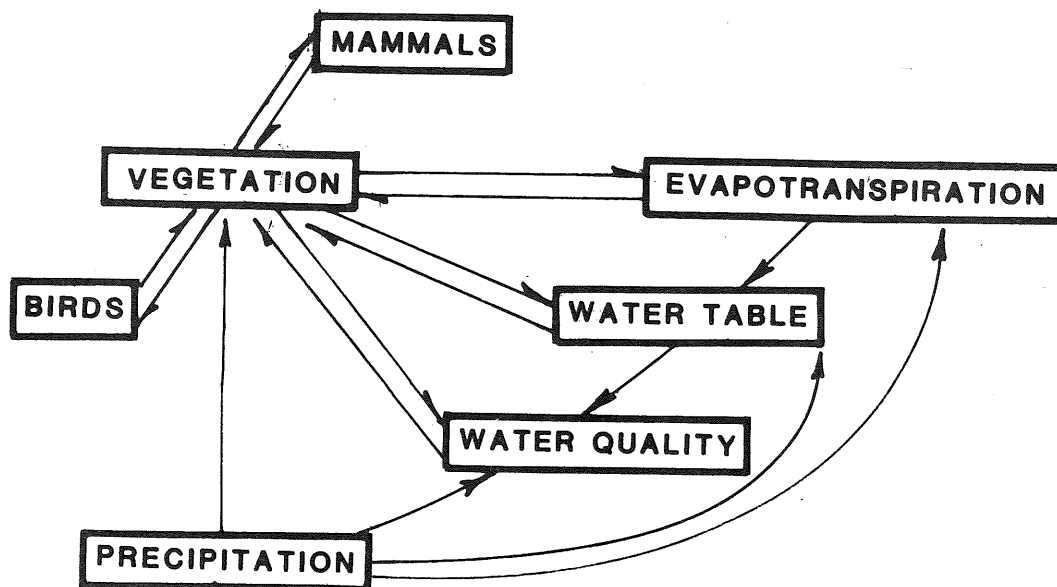 MAMMALS
VEGETATION
EVAPOTRANSPIRATION
BIRDS
WATER TABLE
WATER QUALITY
PRECIPITATION